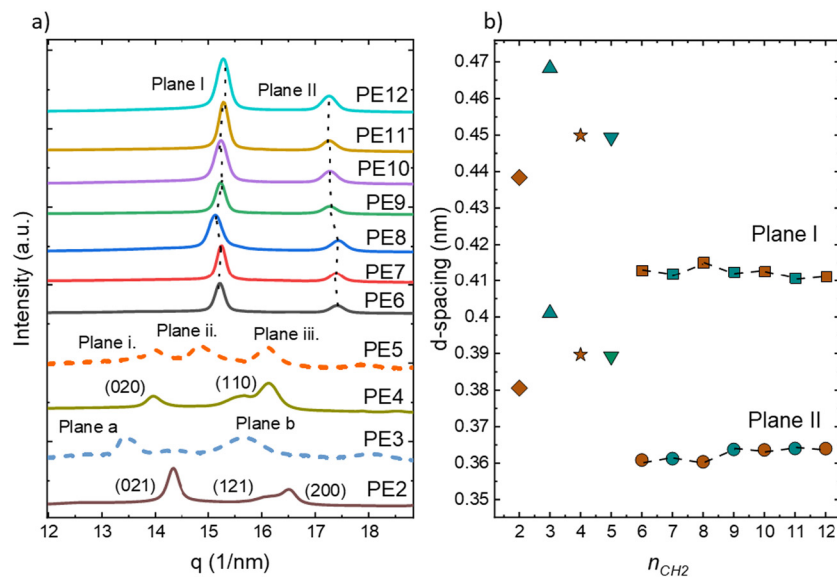 a)
Plane I
Plane II
PE12
PE11
PE10
PE9
PE8
PE7
PE6
Plane i.
Plane ii.
Plane iii.
PE5
(020)
(110)
PE4
Plane a
Plane b
PE3
(021)
(121)
(200)
PE2
12 13 14 15 16 17 18
q (1/nm)
Intensity (a.u.)
b)
0.47
0.46
0.45
0.44
0.43
0.42
0.41
0.4
0.39
0.38
0.37
0.36
0.35
d-spacing (nm)
Plane I
Plane II
2 3 4 5 6 7 8 9 10 11 12
nCH2